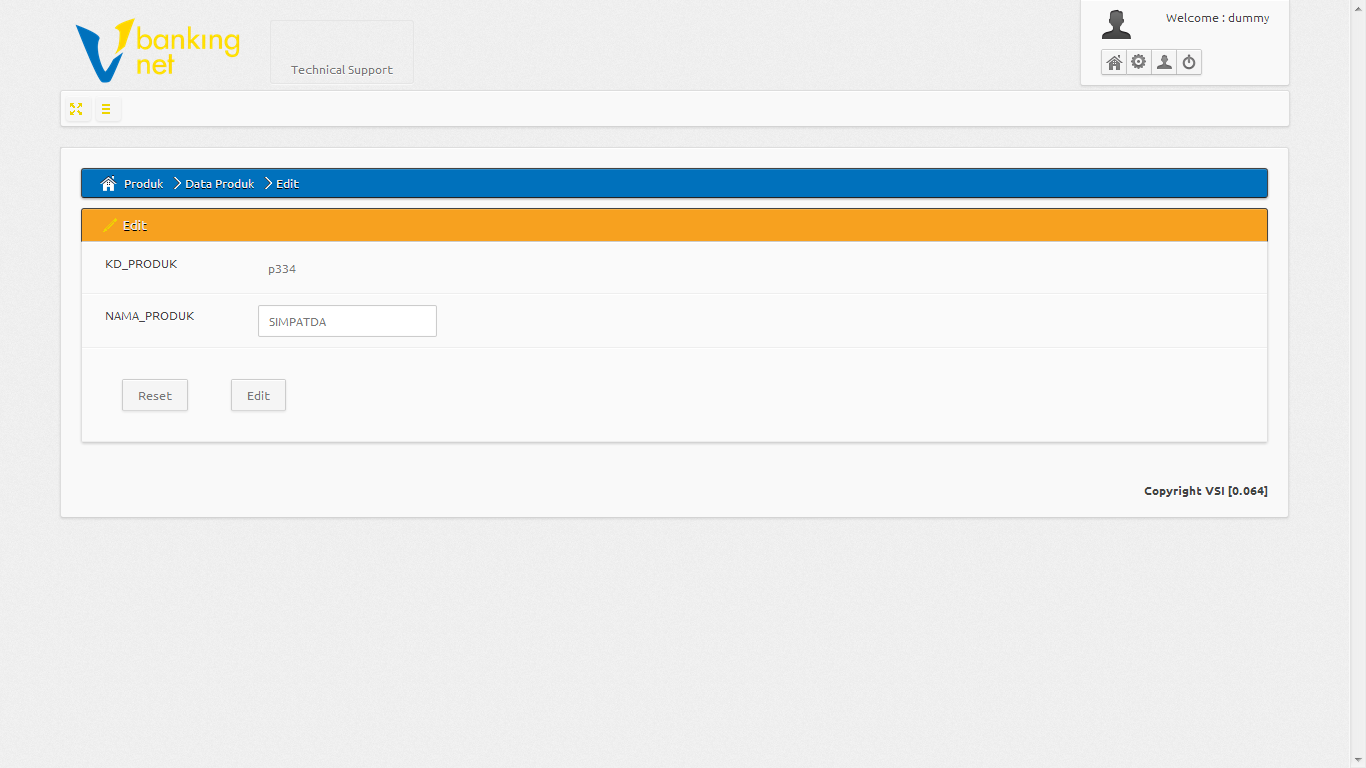 banking
net
Technical Support
Welcome : dummy
Produk Data Produk Edit
Edit
KD_PRODUK p334
NAMA_PRODUK SIMPATDA
Reset Edit
Copyright VSI [0.064]